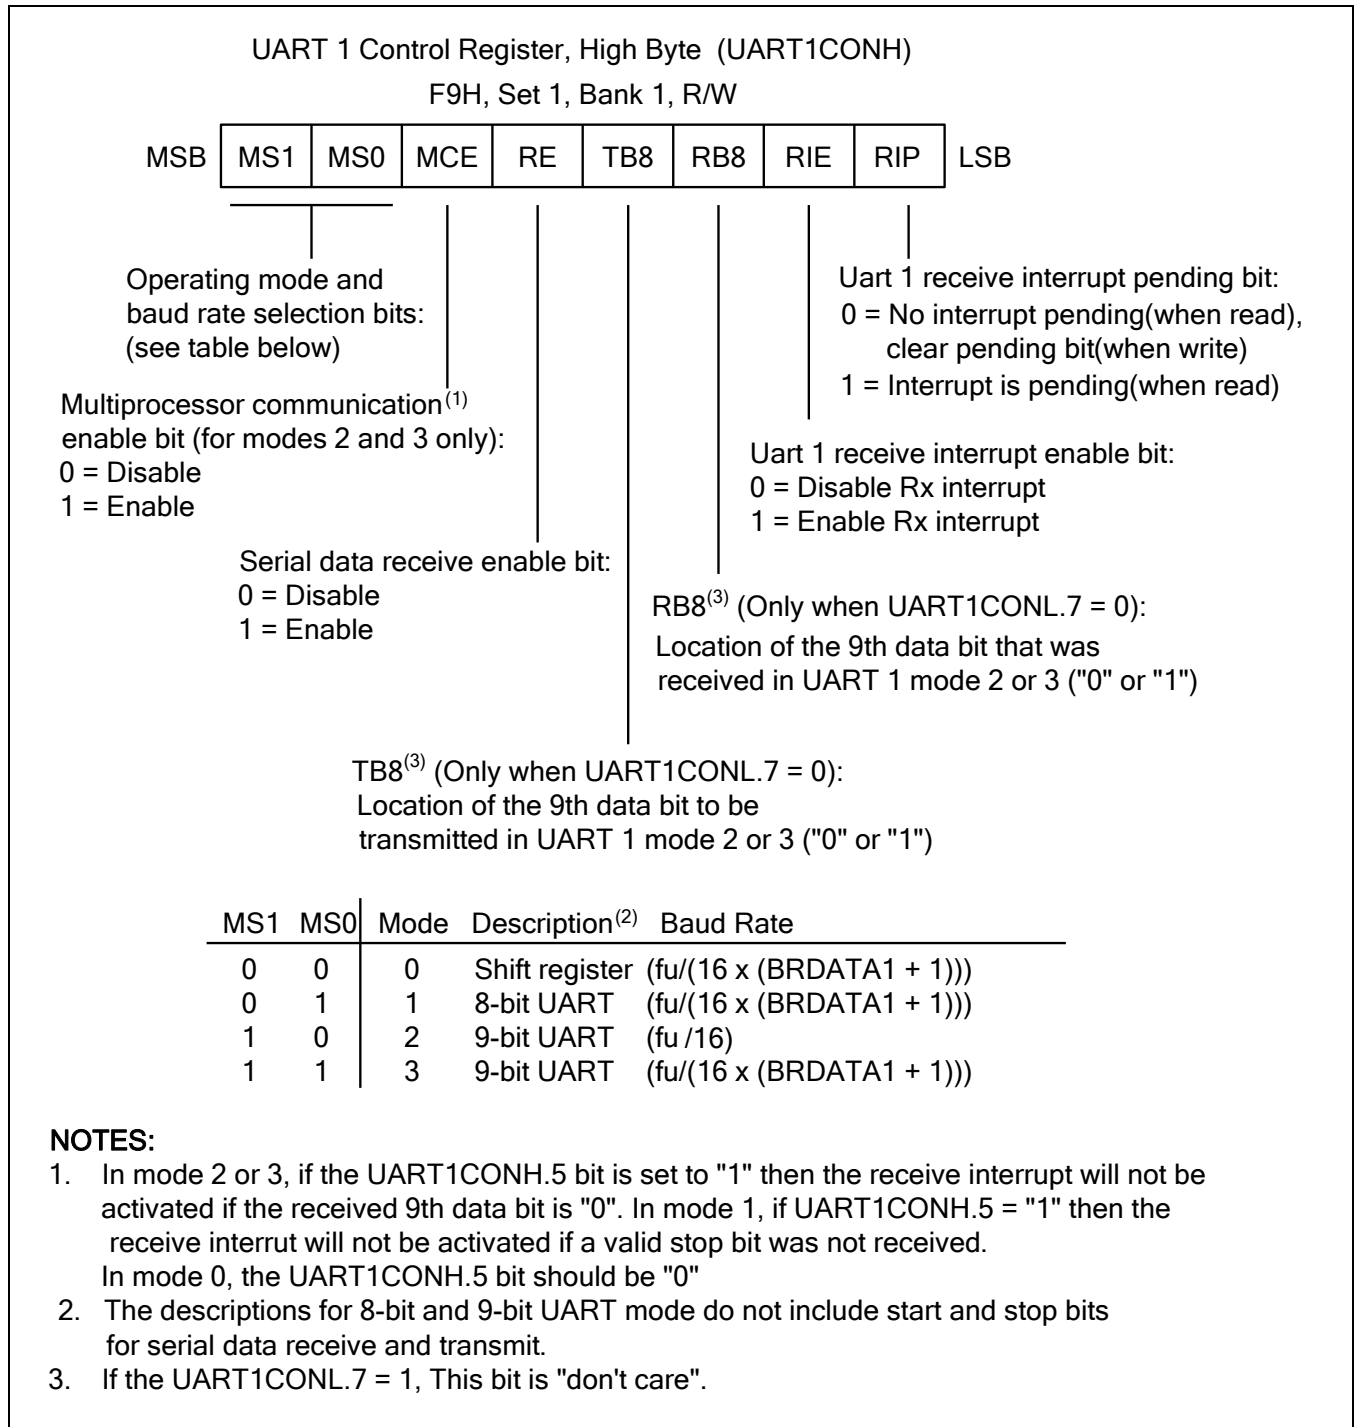 UART 1 Control Register, High Byte (UART1CONH)
F9H, Set 1, Bank 1, R/W
MSB MS1 MS0 MCE RE TB8 RB8 RIE RIP LSB
Operating mode and
baud rate selection bits:
(see table below)
Uart 1 receive interrupt pending bit:
0 = No interrupt pending(when read),
clear pending bit(when write)
1 = Interrupt is pending(when read)
Multiprocessor communication(1)
enable bit (for modes 2 and 3 only):
0 = Disable
1 = Enable
Uart 1 receive interrupt enable bit:
0 = Disable Rx interrupt
1 = Enable Rx interrupt
Serial data receive enable bit:
0 = Disable
1 = Enable
RB8(3) (Only when UART1CONL.7 = 0):
Location of the 9th data bit that was
received in UART 1 mode 2 or 3 ("0" or "1")
TB8(3) (Only when UART1CONL.7 = 0):
Location of the 9th data bit to be
transmitted in UART 1 mode 2 or 3 ("0" or "1")
MS1 MS0 Mode Description(2) Baud Rate
0 0 0 Shift register (fu/(16 x (BRDATA1 + 1)))
0 1 1 8-bit UART (fu/(16 x (BRDATA1 + 1)))
1 0 2 9-bit UART (fu /16)
1 1 3 9-bit UART (fu/(16 x (BRDATA1 + 1)))
NOTES:
1. In mode 2 or 3, if the UART1CONH.5 bit is set to "1" then the receive interrupt will not be
activated if the received 9th data bit is "0". In mode 1, if UART1CONH.5 = "1" then the
receive interrut will not be activated if a valid stop bit was not received.
In mode 0, the UART1CONH.5 bit should be "0"
2. The descriptions for 8-bit and 9-bit UART mode do not include start and stop bits
for serial data receive and transmit.
3. If the UART1CONL.7 = 1, This bit is "don't care".